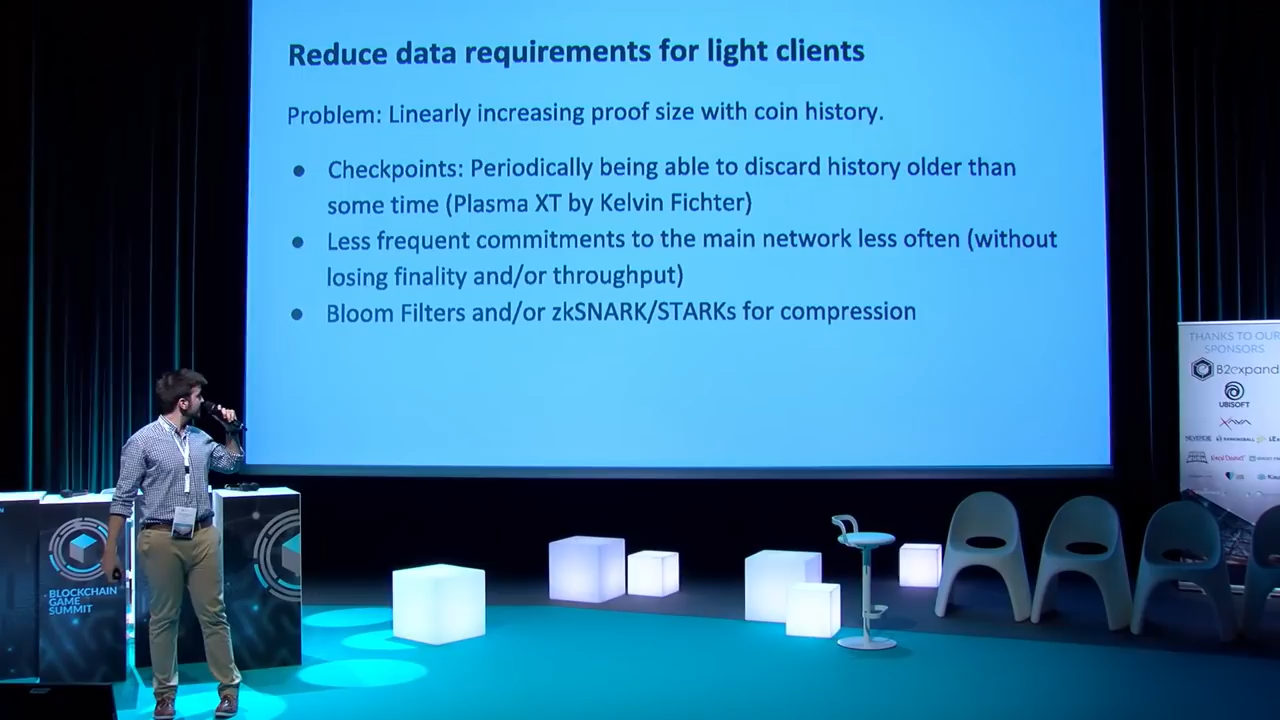 Reduce data requirements for light clients
Problem: Linearly increasing proof size with coin history.
● Checkpoints: Periodically being able to discard history older than
some time (Plasma XT by Kelvin Fichter)
● Less frequent commitments to the main network less often (without
losing finality and/or throughput)
● Bloom Filters and/or zkSNARK/STARKs for compression
THANKS TO OUR
SPONSORS
B2expand
UBISOFT
BLOCKCHAIN
GAME
SUMMIT